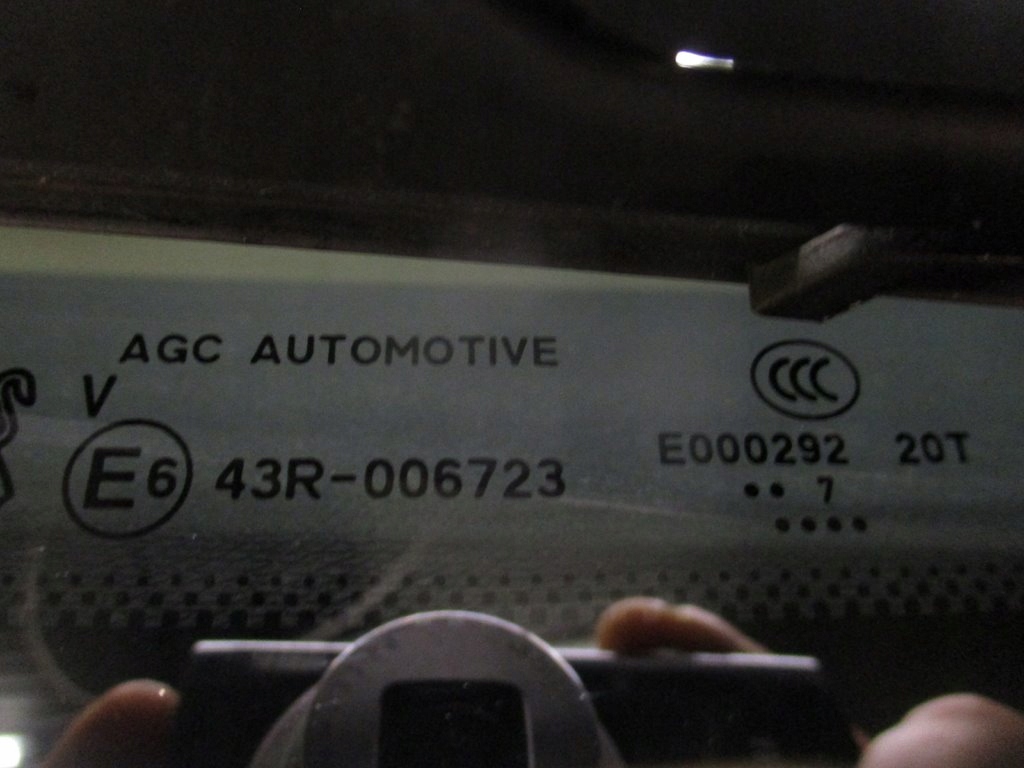 AGC AUTOMOTIVE
V
E6 43R-006723
CCC
E000292 20T
•• 7
••••